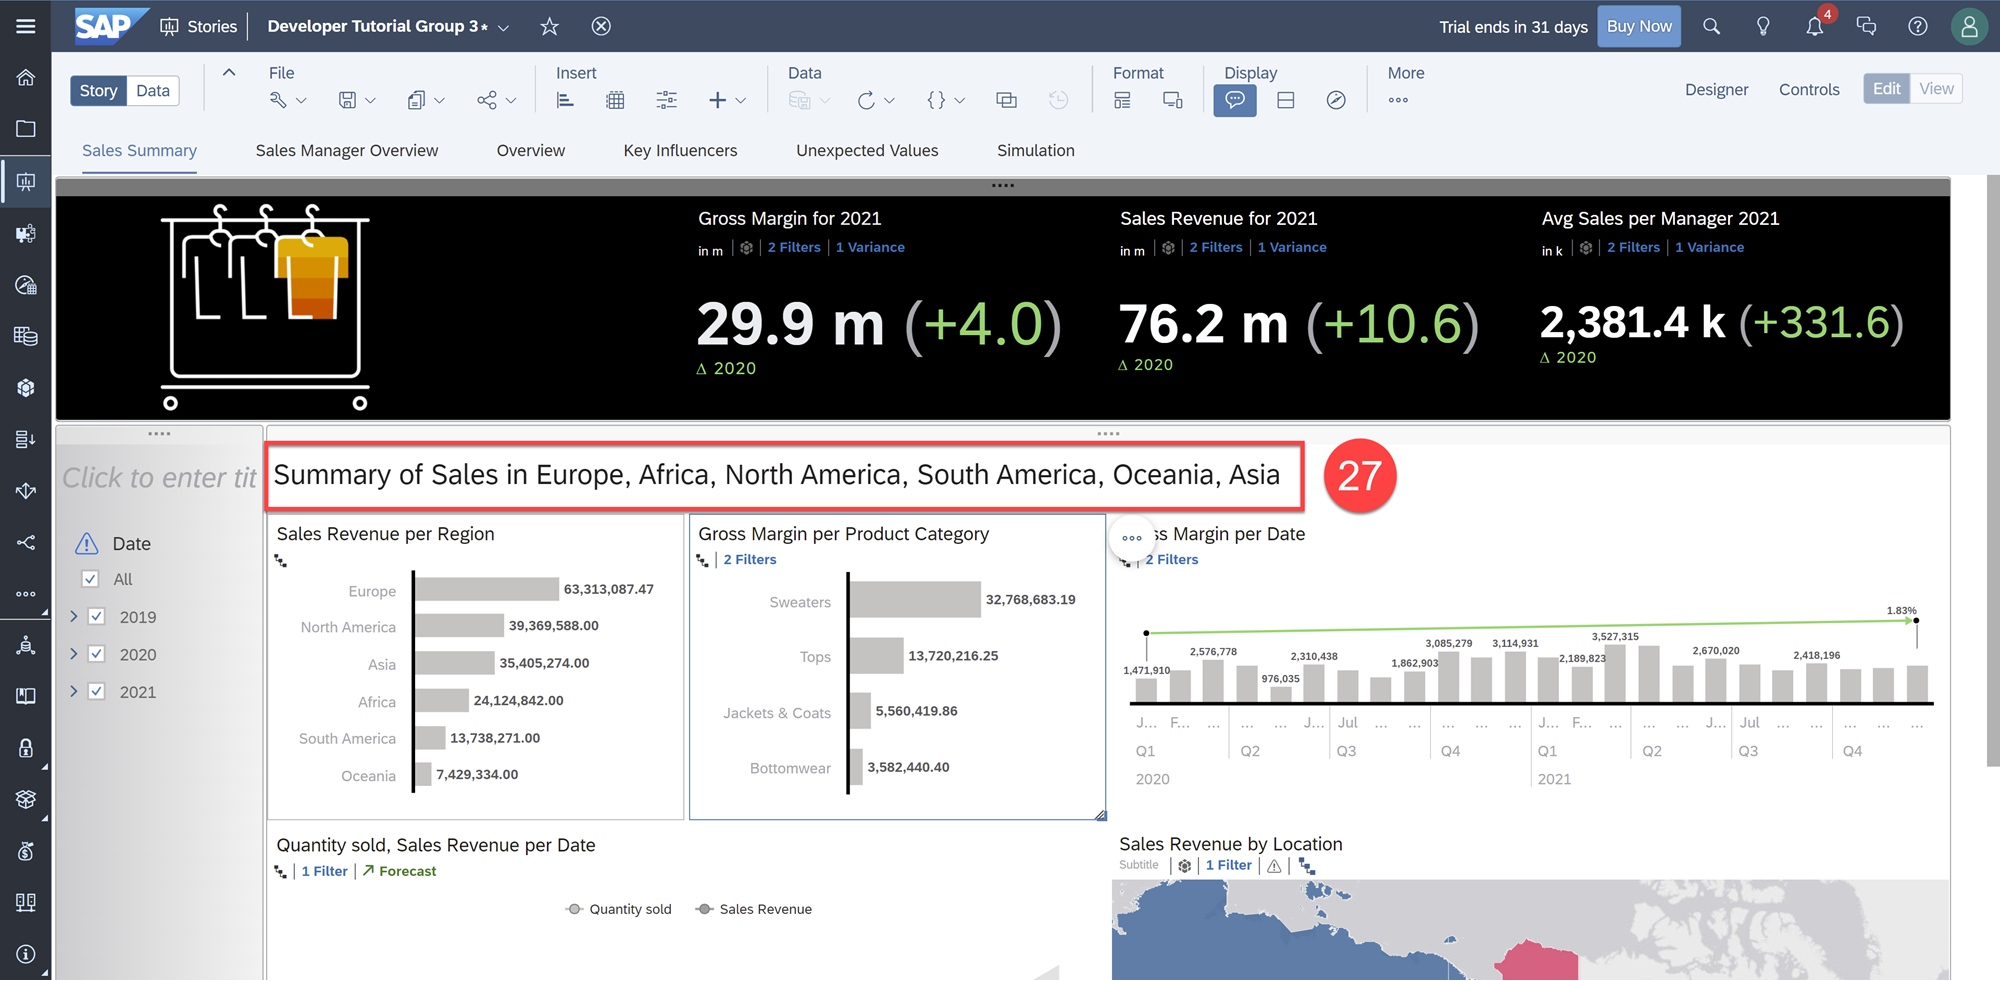 SAP Stories Developer Tutorial Group 3* Trial ends in 31 days Buy Now 4
Story Data File Insert Data Format Display More Designer Controls Edit View
Sales Summary Sales Manager Overview Overview Key Influencers Unexpected Values Simulation
Gross Margin for 2021
in m 2 Filters 1 Variance
29.9 m (+4.0)
Δ 2020
Sales Revenue for 2021
in m 2 Filters 1 Variance
76.2 m (+10.6)
Δ 2020
Avg Sales per Manager 2021
in k 2 Filters 1 Variance
2,381.4 k (+331.6)
Δ 2020
Click to enter tit
Date
All
2019
2020
2021
Summary of Sales in Europe, Africa, North America, South America, Oceania, Asia
27
Sales Revenue per Region
Europe 63,313,087.47
North America 39,369,588.00
Asia 35,405,274.00
Africa 24,124,842.00
South America 13,738,271.00
Oceania 7,429,334.00
Gross Margin per Product Category
2 Filters
Sweaters 32,768,683.19
Tops 13,720,216.25
Jackets & Coats 5,560,419.86
Bottomwear 3,582,440.40
ss Margin per Date
2 Filters
1.83%
1,471,910 2,576,778 976,035 2,310,438 1,862,903 3,085,279 3,114,931 2,189,823 3,527,315 2,670,020 2,418,196
J... F... ... ... ... J... Jul ... ... ... ... ... J... F... ... ... ... J... Jul ... ... ... ... ...
Q1 Q2 Q3 Q4 Q1 Q2 Q3 Q4
2020 2021
Quantity sold, Sales Revenue per Date
1 Filter Forecast
Quantity sold Sales Revenue
Sales Revenue by Location
Subtitle 1 Filter